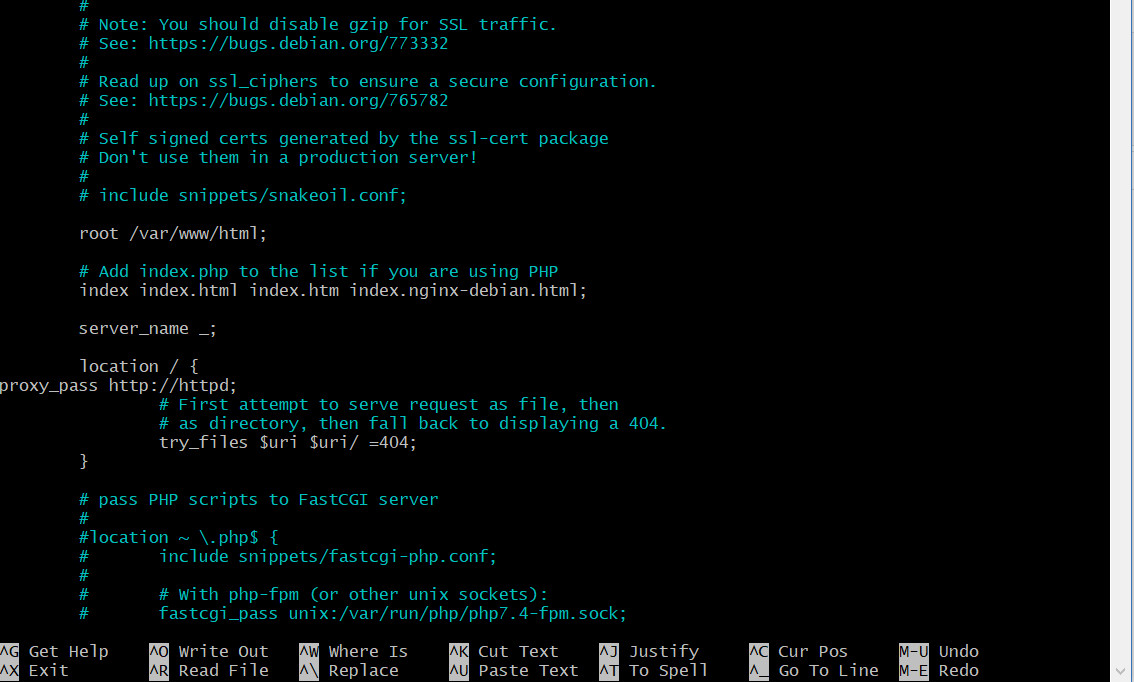 #
# Note: You should disable gzip for SSL traffic.
# See: https://bugs.debian.org/773332
#
# Read up on ssl_ciphers to ensure a secure configuration.
# See: https://bugs.debian.org/765782
#
# Self signed certs generated by the ssl-cert package
# Don't use them in a production server!
#
# include snippets/snakeoil.conf;
root /var/www/html;
# Add index.php to the list if you are using PHP
index index.html index.htm index.nginx-debian.html;
server_name _;
location / {
proxy_pass http://httpd;
# First attempt to serve request as file, then
# as directory, then fall back to displaying a 404.
try_files $uri $uri/ =404;
}
# pass PHP scripts to FastCGI server
#
#location ~ \.php$ {
#       include snippets/fastcgi-php.conf;
#
#       # With php-fpm (or other unix sockets):
#       fastcgi_pass unix:/var/run/php/php7.4-fpm.sock;
^G Get Help ^O Write Out ^W Where Is ^K Cut Text ^J Justify ^C Cur Pos M-U Undo
^X Exit ^R Read File ^\ Replace ^U Paste Text ^T To Spell ^_ Go To Line M-E Redo